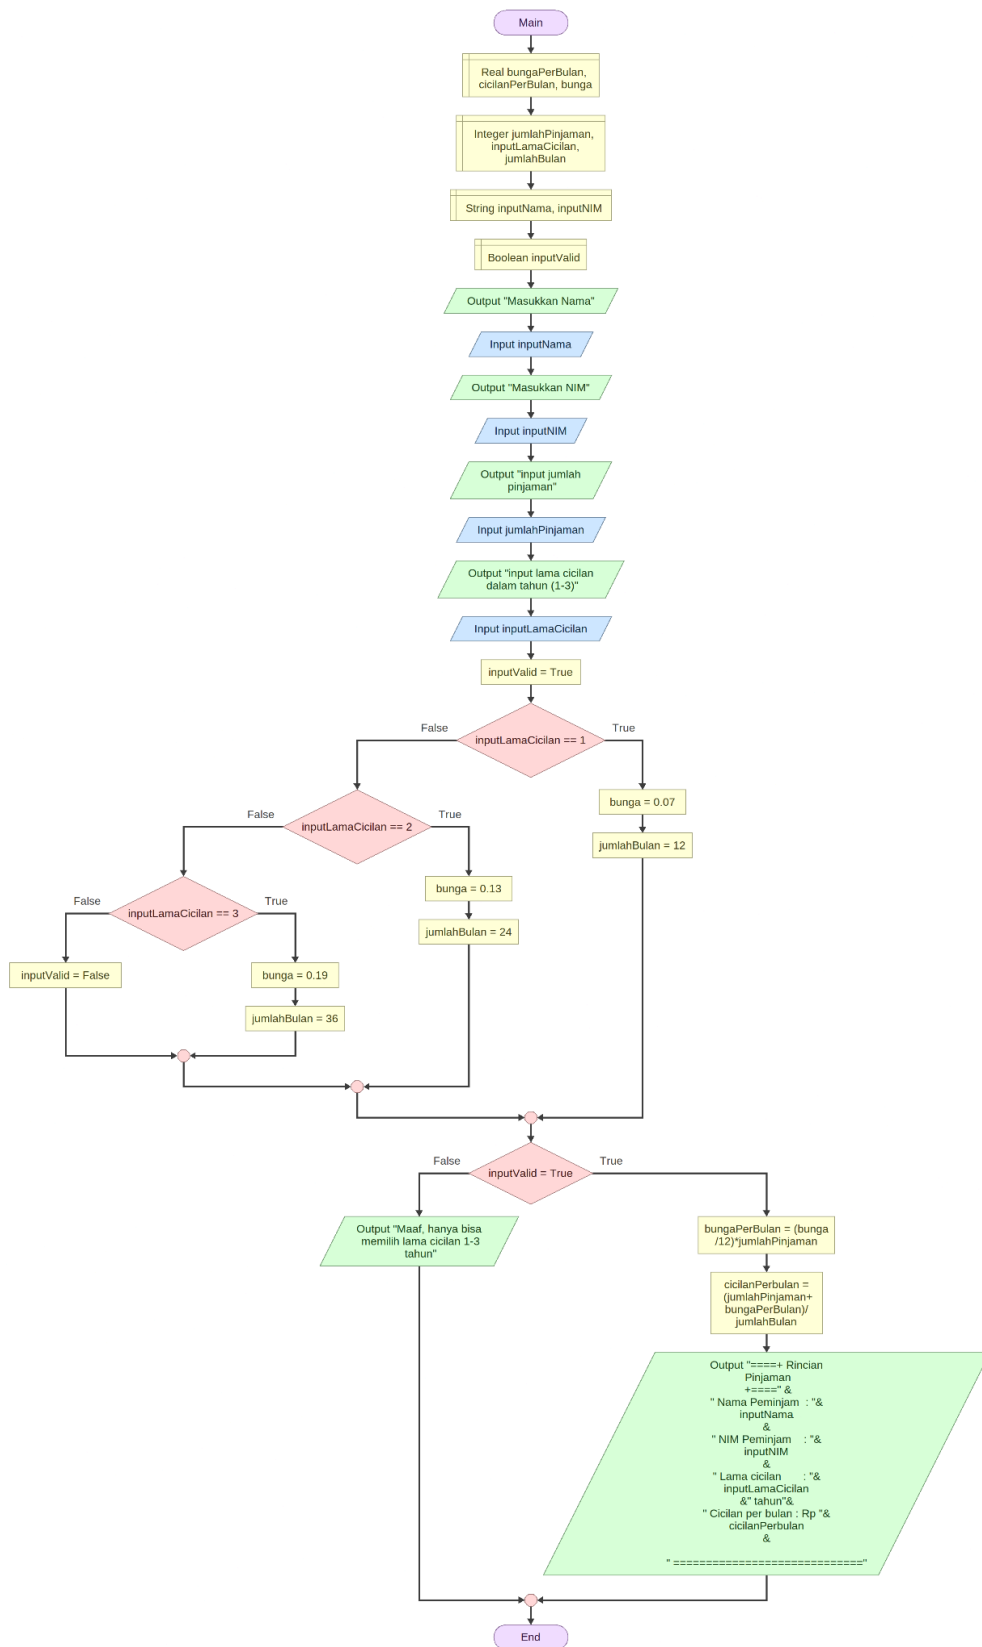 Main
Real bungaPerBulan,
cicilanPerBulan, bunga
Integer jumlahPinjaman,
inputLamaCicilan,
jumlahBulan
String inputNama, inputNIM
Boolean inputValid
Output "Masukkan Nama"
Input inputNama
Output "Masukkan NIM"
Input inputNIM
Output "input jumlah
pinjaman"
Input jumlahPinjaman
Output "input lama cicilan
dalam tahun (1-3)"
Input inputLamaCicilan
inputValid = True
False
True
inputLamaCicilan == 1
bunga = 0.07
jumlahBulan = 12
False
True
inputLamaCicilan == 2
bunga = 0.13
jumlahBulan = 24
False
True
inputLamaCicilan == 3
inputValid = False
bunga = 0.19
jumlahBulan = 36
False
True
inputValid = True
Output "Maaf, hanya bisa
memilih lama cicilan 1-3
tahun"
bungaPerBulan = (bunga
/12)*jumlahPinjaman
cicilanPerbulan =
(jumlahPinjaman+
bungaPerBulan)/
jumlahBulan
Output "====+ Rincian
Pinjaman
+====" &
" Nama Peminjam  : "&
inputNama
&
" NIM Peminjam    : "&
inputNIM
&
" Lama cicilan       : "&
inputLamaCicilan
&" tahun"&
" Cicilan per bulan : Rp "&
cicilanPerbulan
&
" ============================="
End